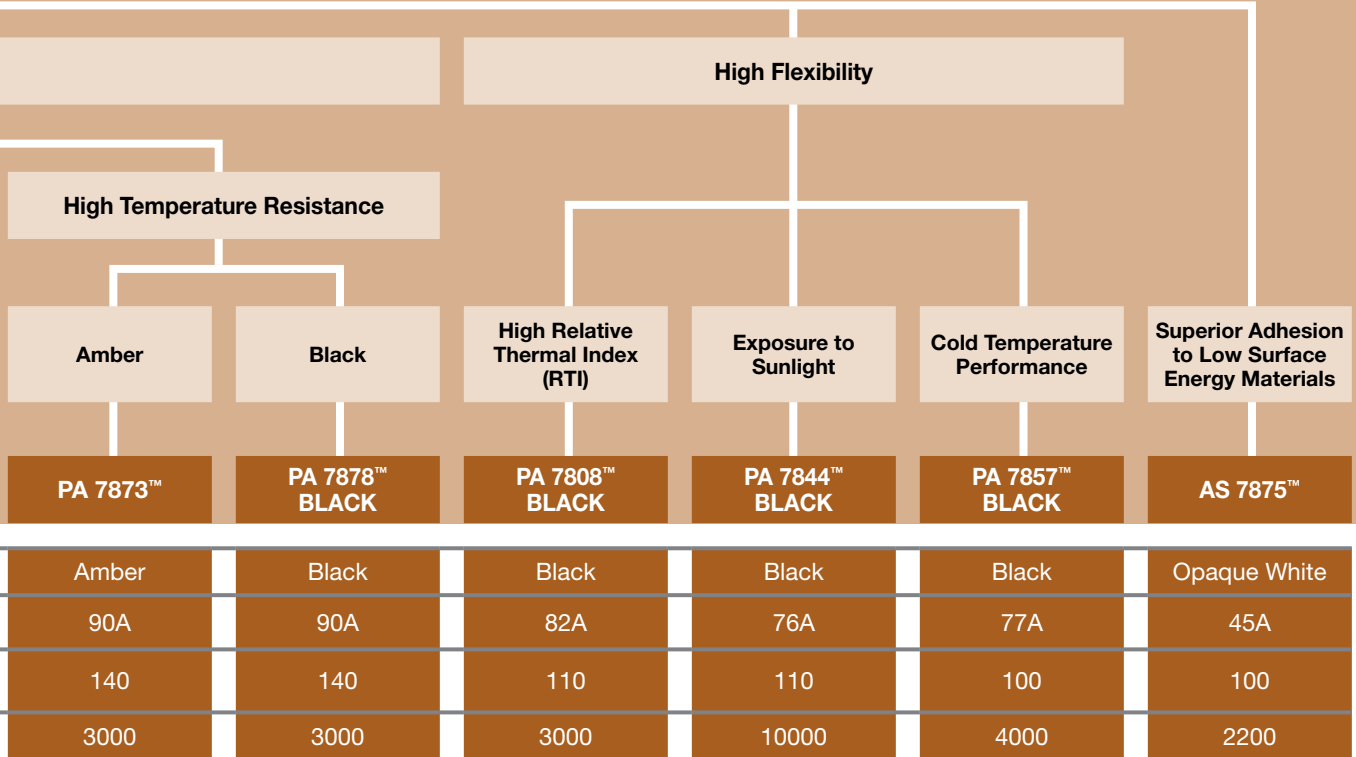 High Flexibility
High Temperature Resistance
Amber
Black
High Relative
Thermal Index
(RTI)
Exposure to
Sunlight
Cold Temperature
Performance
Superior Adhesion
to Low Surface
Energy Materials
PA 7873™
PA 7878™
BLACK
PA 7808™
BLACK
PA 7844™
BLACK
PA 7857™
BLACK
AS 7875™
Amber Black Black Black Black Opaque White
90A 90A 82A 76A 77A 45A
140 140 110 110 100 100
3000 3000 3000 10000 4000 2200